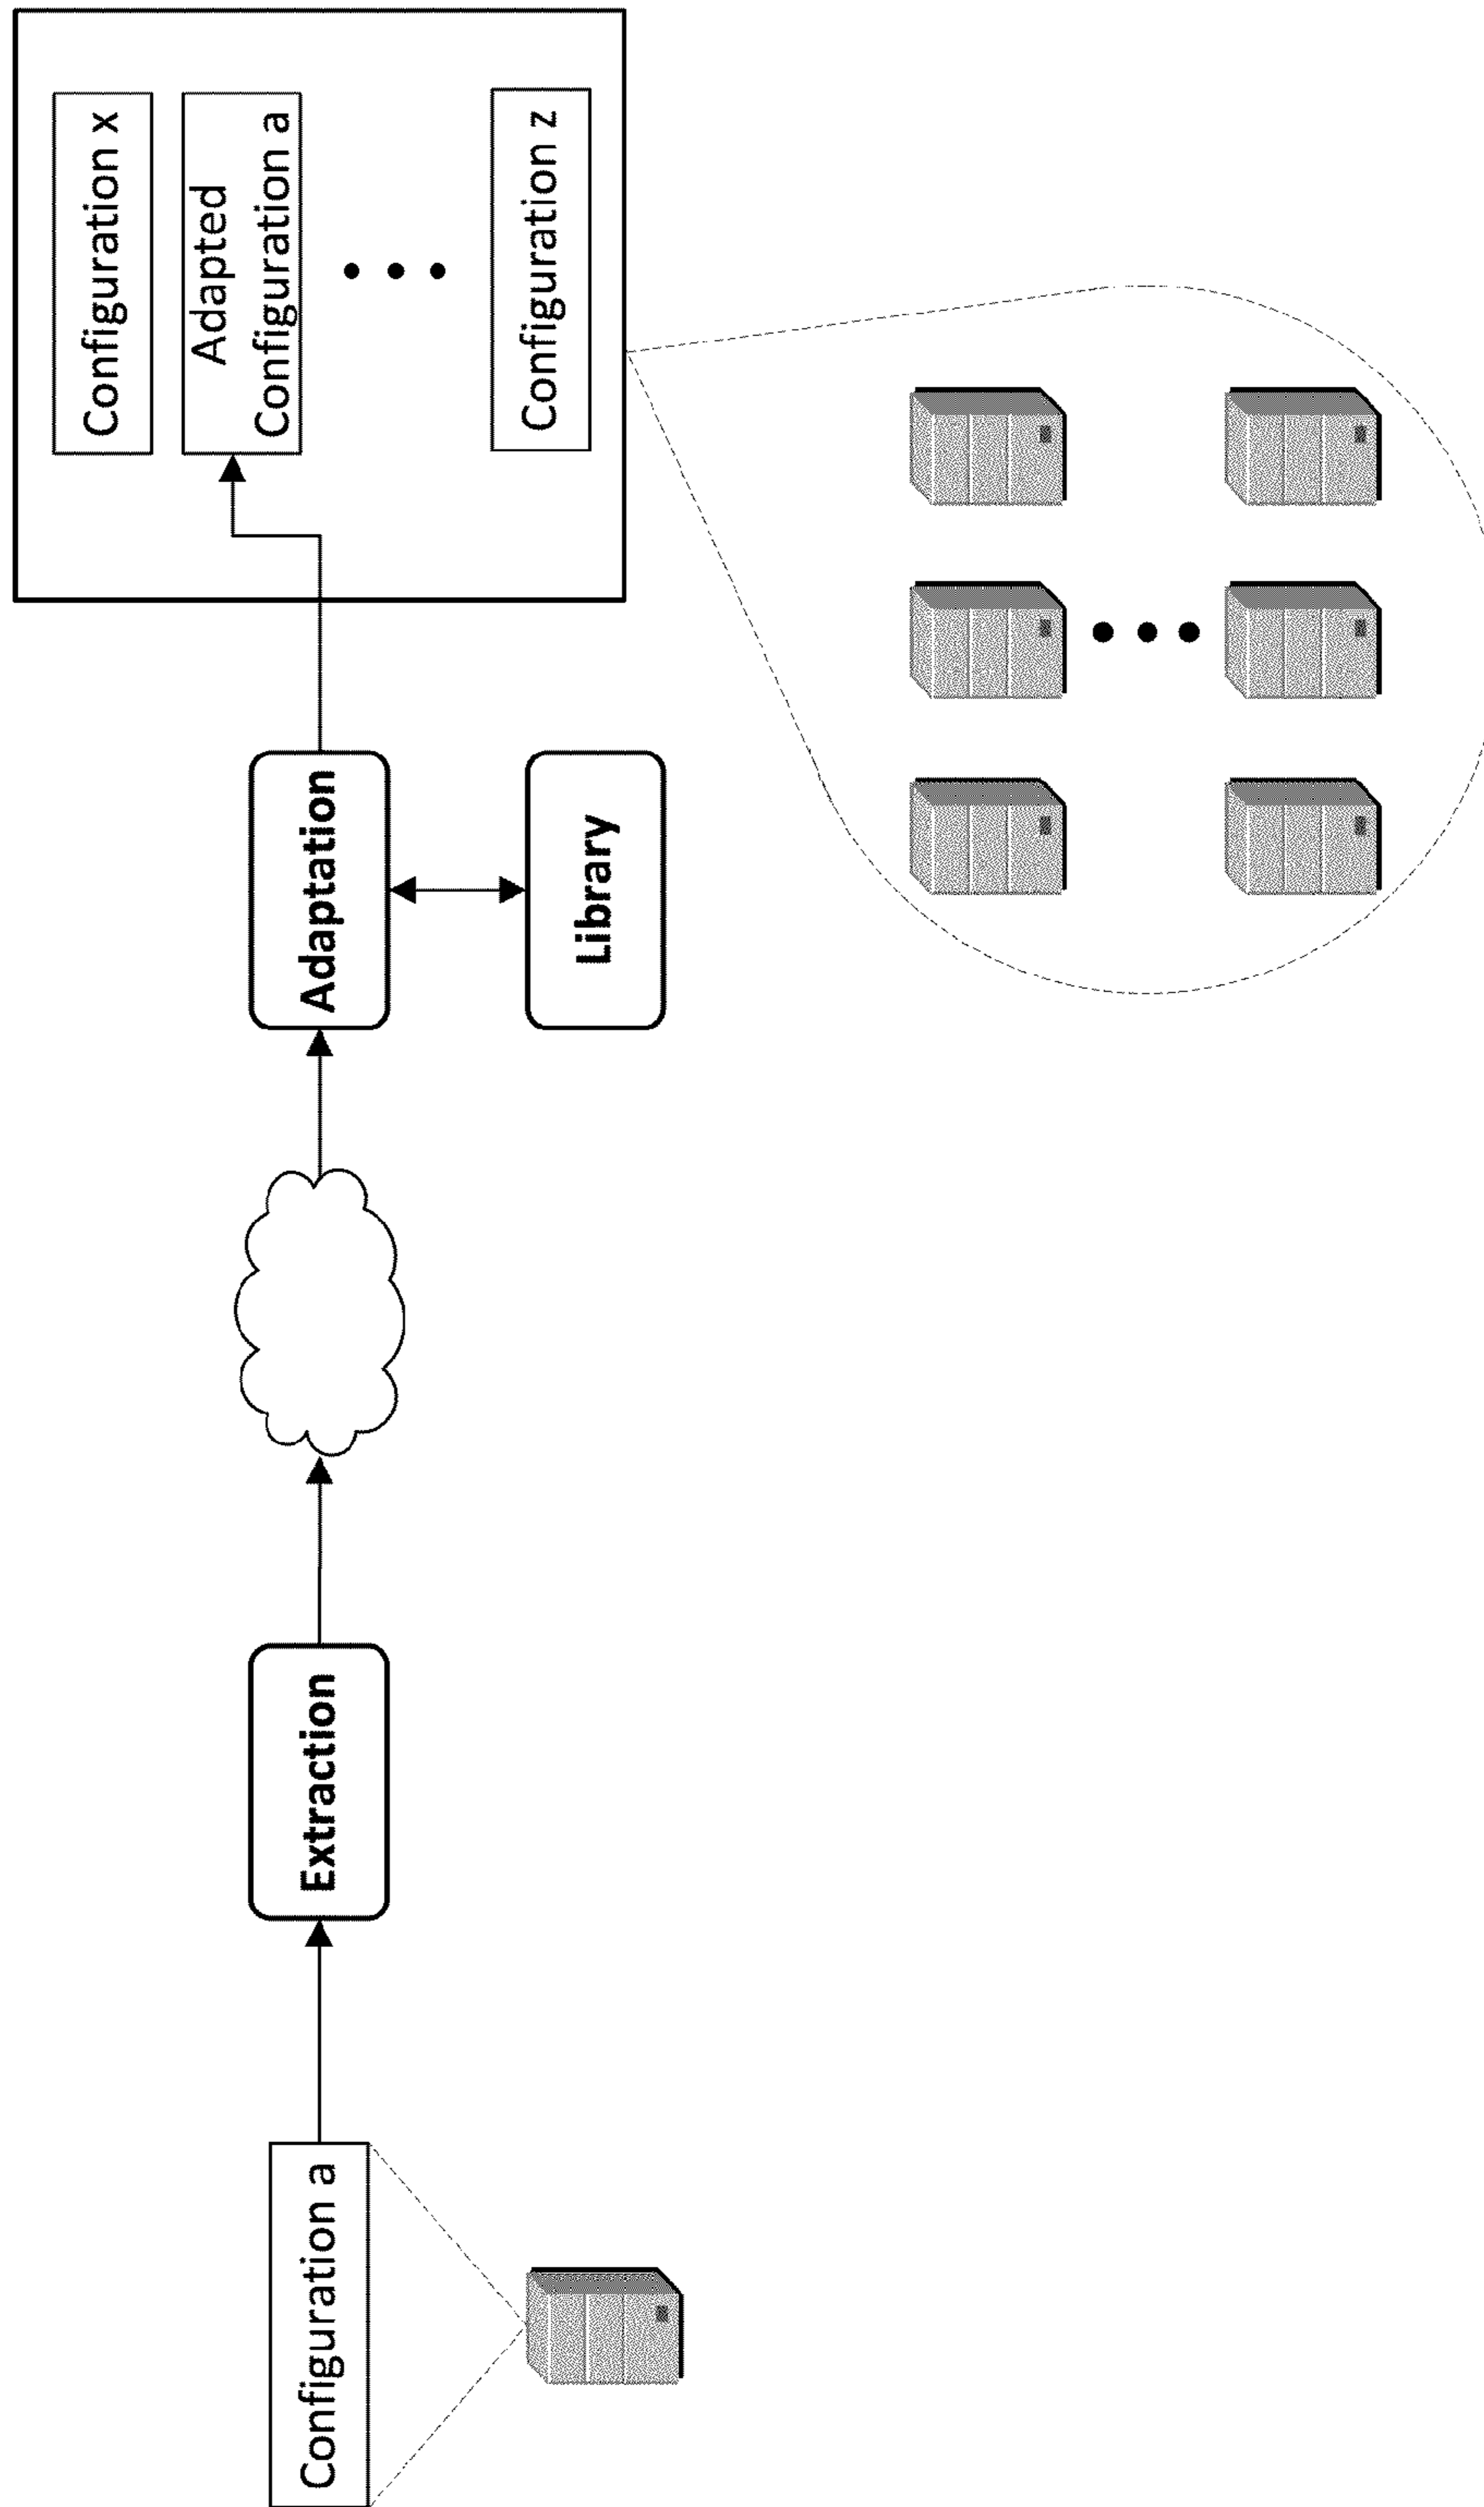 Configuration a
Extraction
Adaptation
Library
Configuration x
Adapted
Configuration a
Configuration z